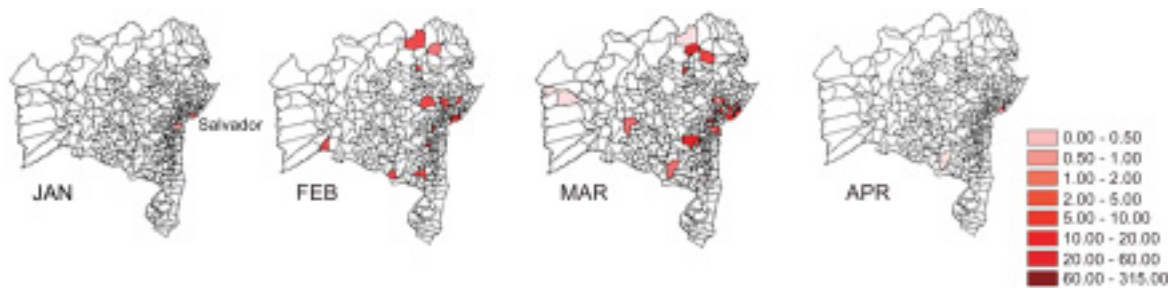 Salvador
JAN
FEB
MAR
APR
0.00 - 0.50
0.50 - 1.00
1.00 - 2.00
2.00 - 5.00
5.00 - 10.00
10.00 - 20.00
20.00 - 60.00
60.00 - 315.00